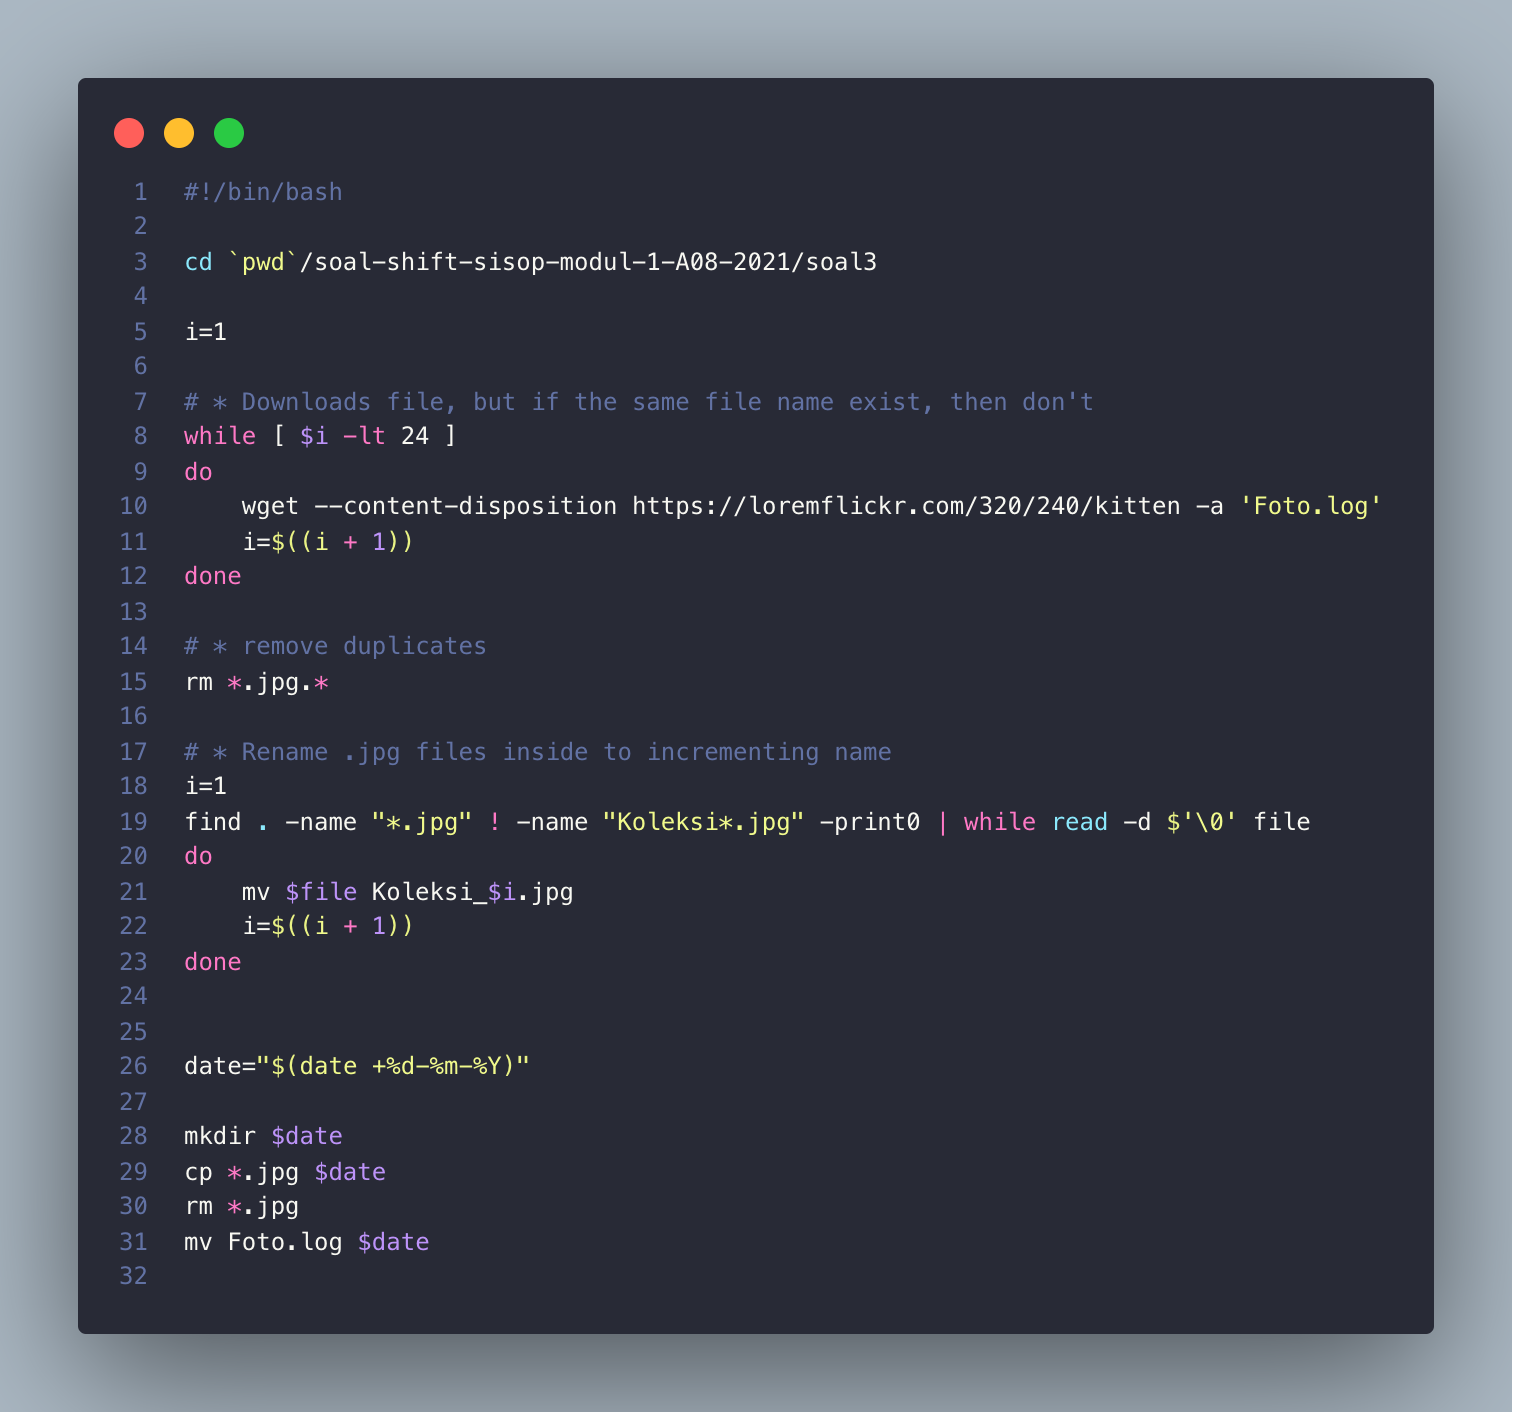 1 #!/bin/bash
2
3 cd `pwd`/soal-shift-sisop-modul-1-A08-2021/soal3
4
5 i=1
6
7 # * Downloads file, but if the same file name exist, then don't
8 while [ $i -lt 24 ]
9 do
10     wget --content-disposition https://loremflickr.com/320/240/kitten -a 'Foto.log'
11     i=$((i + 1))
12 done
13
14 # * remove duplicates
15 rm *.jpg.*
16
17 # * Rename .jpg files inside to incrementing name
18 i=1
19 find . -name "*.jpg" ! -name "Koleksi*.jpg" -print0 | while read -d $'\0' file
20 do
21     mv $file Koleksi_$i.jpg
22     i=$((i + 1))
23 done
24
25
26 date="$(date +%d-%m-%Y)"
27
28 mkdir $date
29 cp *.jpg $date
30 rm *.jpg
31 mv Foto.log $date
32